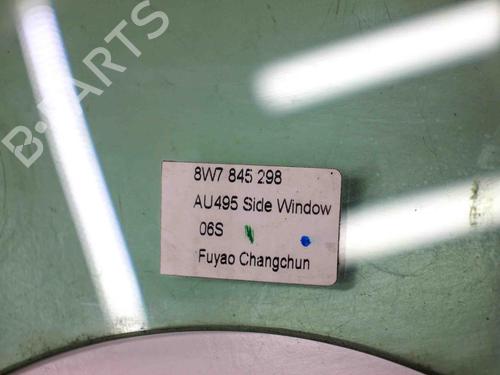 B-PARTS
8W7 845 298
AU495 Side Window
06S
Fuyao Changchun